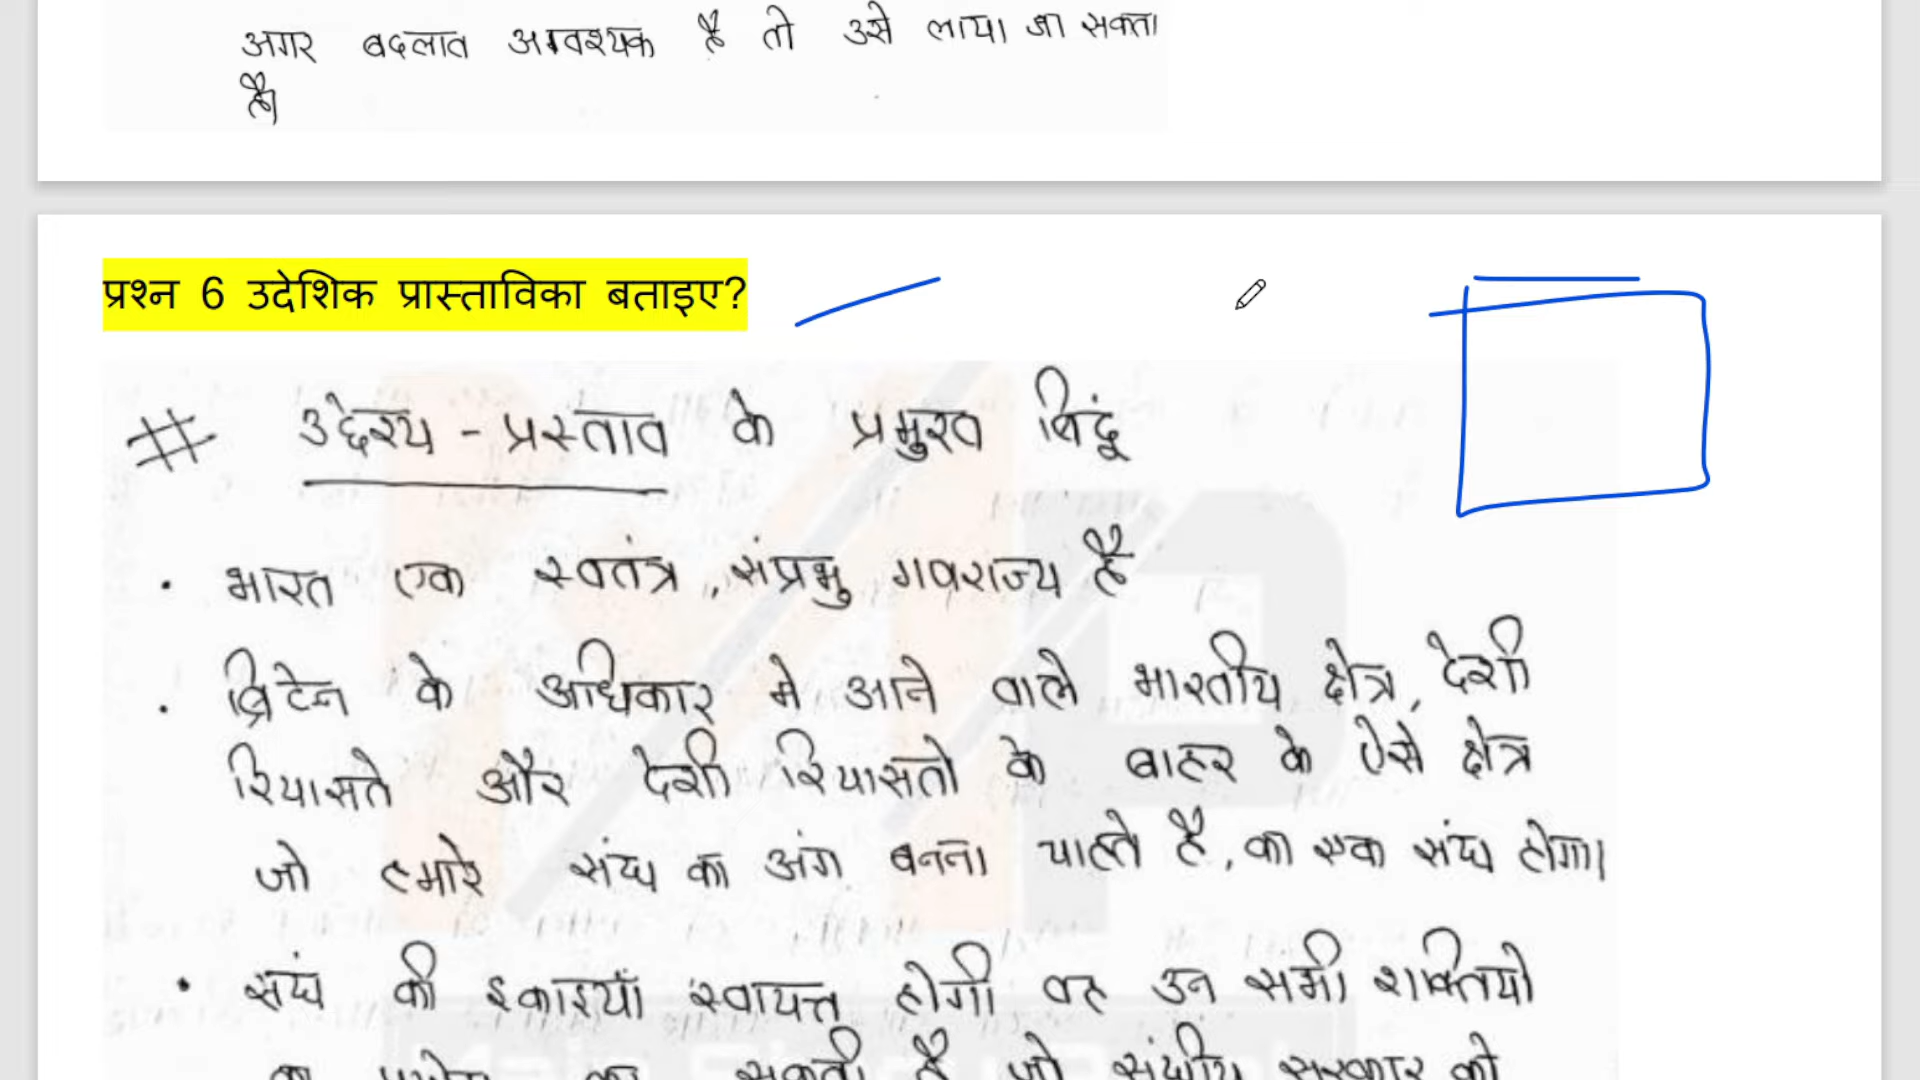 अगर बदलाव आवश्यक है तो उसे लाया जा सकता
है।
प्रश्न 6 उदेशिक प्रास्ताविका बताइए?
# उद्देश्य - प्रस्ताव के प्रमुख बिंदू
• भारत एक स्वतंत्र, संप्रभु गणराज्य है
• ब्रिटेन के अधिकार मे आने वाले भारतीय क्षेत्र, देशी
रियासते और देशी रियासतो के बाहर के ऐसे क्षेत्र
जो हमारे संघ का अंग बनना चाहते है, का एक संघ होगा।
• संघ की इकाइयाँ स्वायत्त होगी वह उन सभी शक्तियो